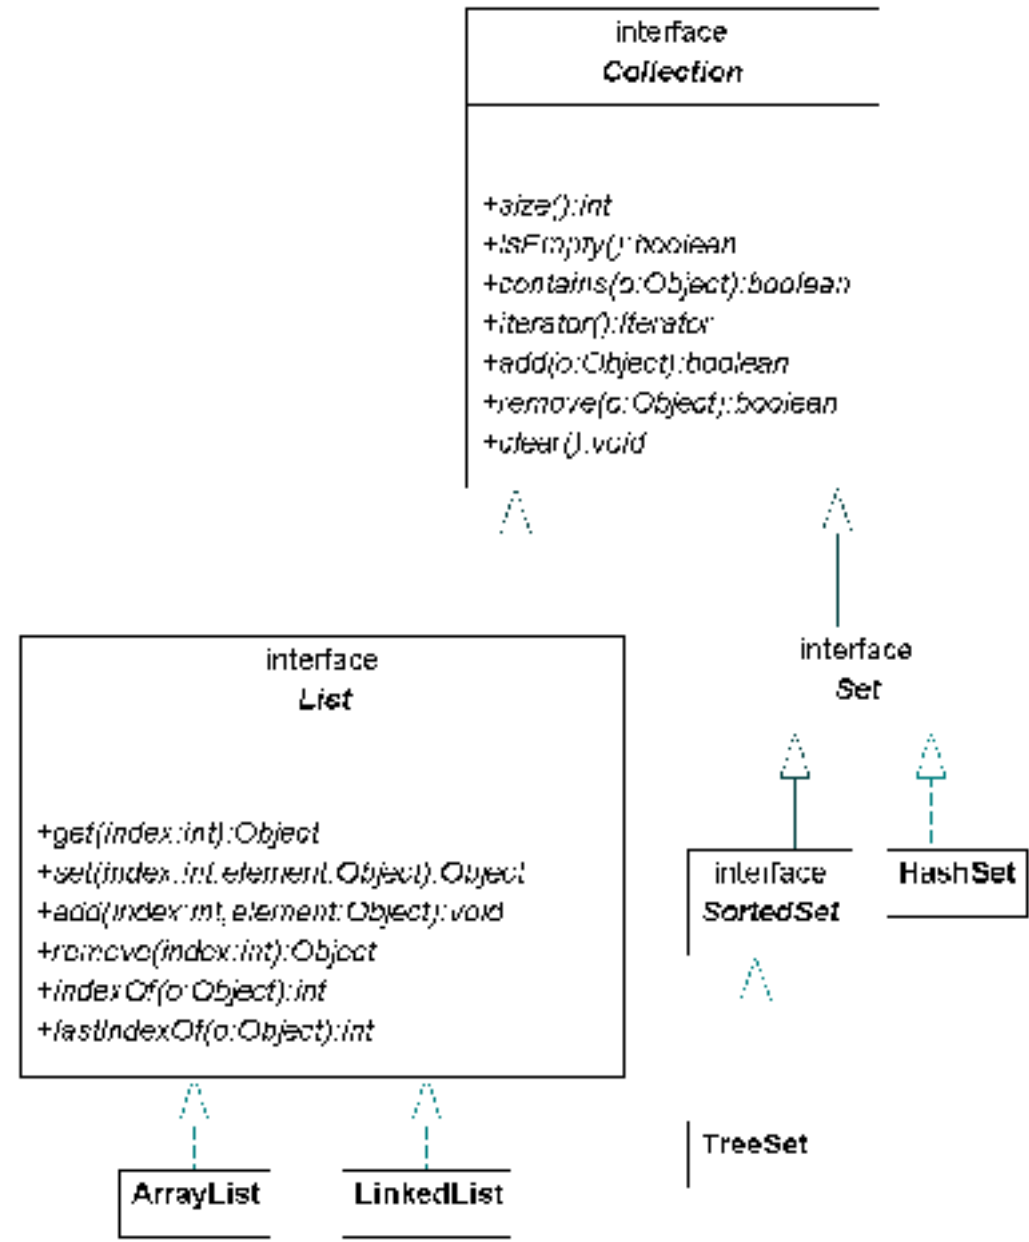 interface
Collection
+size():int
+isEmpty():boolean
+contains(o:Object):boolean
+iterator():Iterator
+add(o:Object):boolean
+remove(o:Object):boolean
+clear():void
interface
List
+get(index:int):Object
+set(index:int,element:Object):Object
+add(index:int,element:Object):void
+remove(index:int):Object
+indexOf(o:Object):int
+lastIndexOf(o:Object):int
interface
Set
interface
SortedSet
HashSet
TreeSet
ArrayList
LinkedList